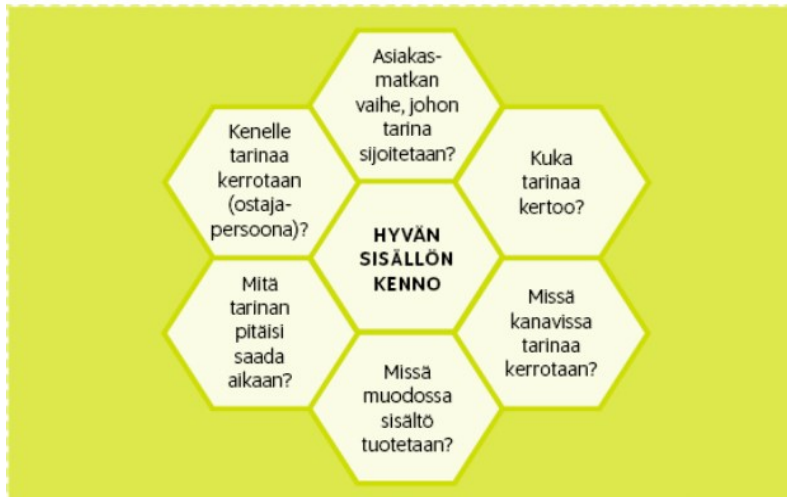 Asiakas-
matkan
vaihe, johon
tarina
sijoitetaan?
Kenelle
tarinaa
kerrotaan
(ostaja-
persoona)?
Kuka
tarinaa
kertoo?
HYVÄN
SISÄLLÖN
KENNO
Mitä
tarinan
pitäisi
saada
aikaan?
Missä
kanavissa
tarinaa
kerrotaan?
Missä
muodossa
sisältö
tuotetaan?